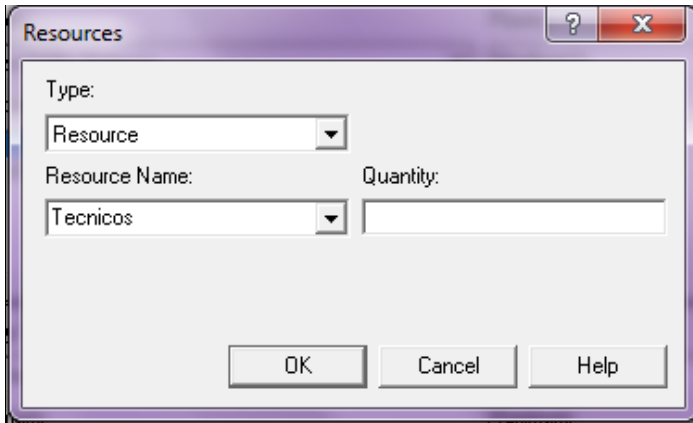 Resources
Type:
Resource
Resource Name: Quantity:
Tecnicos
OK Cancel Help